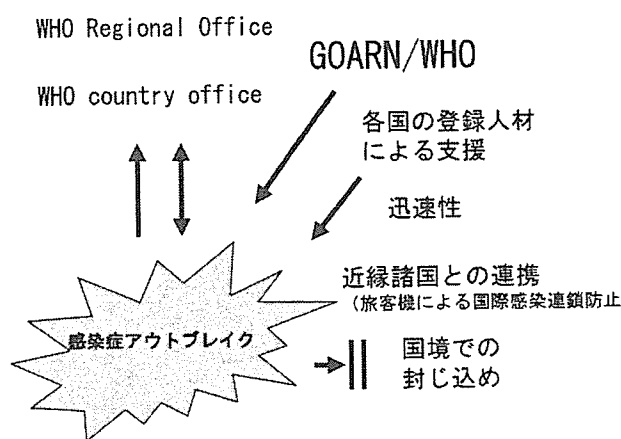 WHO Regional Office
GOARN/WHO
WHO country office
各国の登録人材
による支援
迅速性
近縁諸国との連携
（旅客機による国際感染連鎖防止
感染症アウトブレイク
国境での
封じ込め